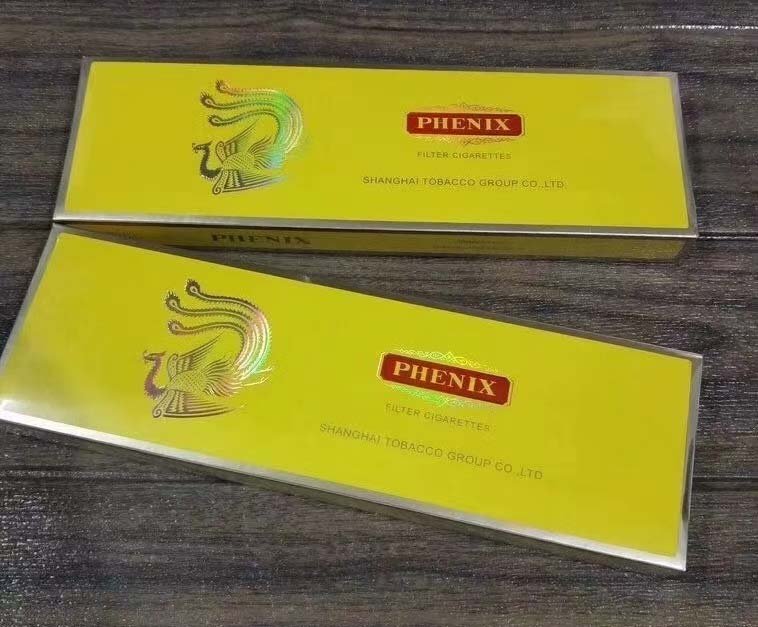 PHENIX
FILTER CIGARETTES
SHANGHAI TOBACCO GROUP CO.,LTD
PHENIX
PHENIX
FILTER CIGARETTES
SHANGHAI TOBACCO GROUP CO.,LTD